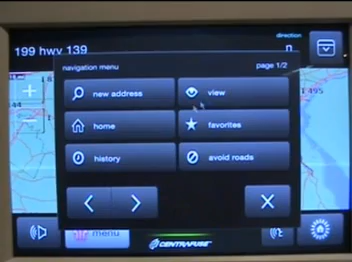 direction
199 hwy 139
n
navigation menu page 1/2
new address view
home favorites
history avoid roads
menu
CENTRAFUSE